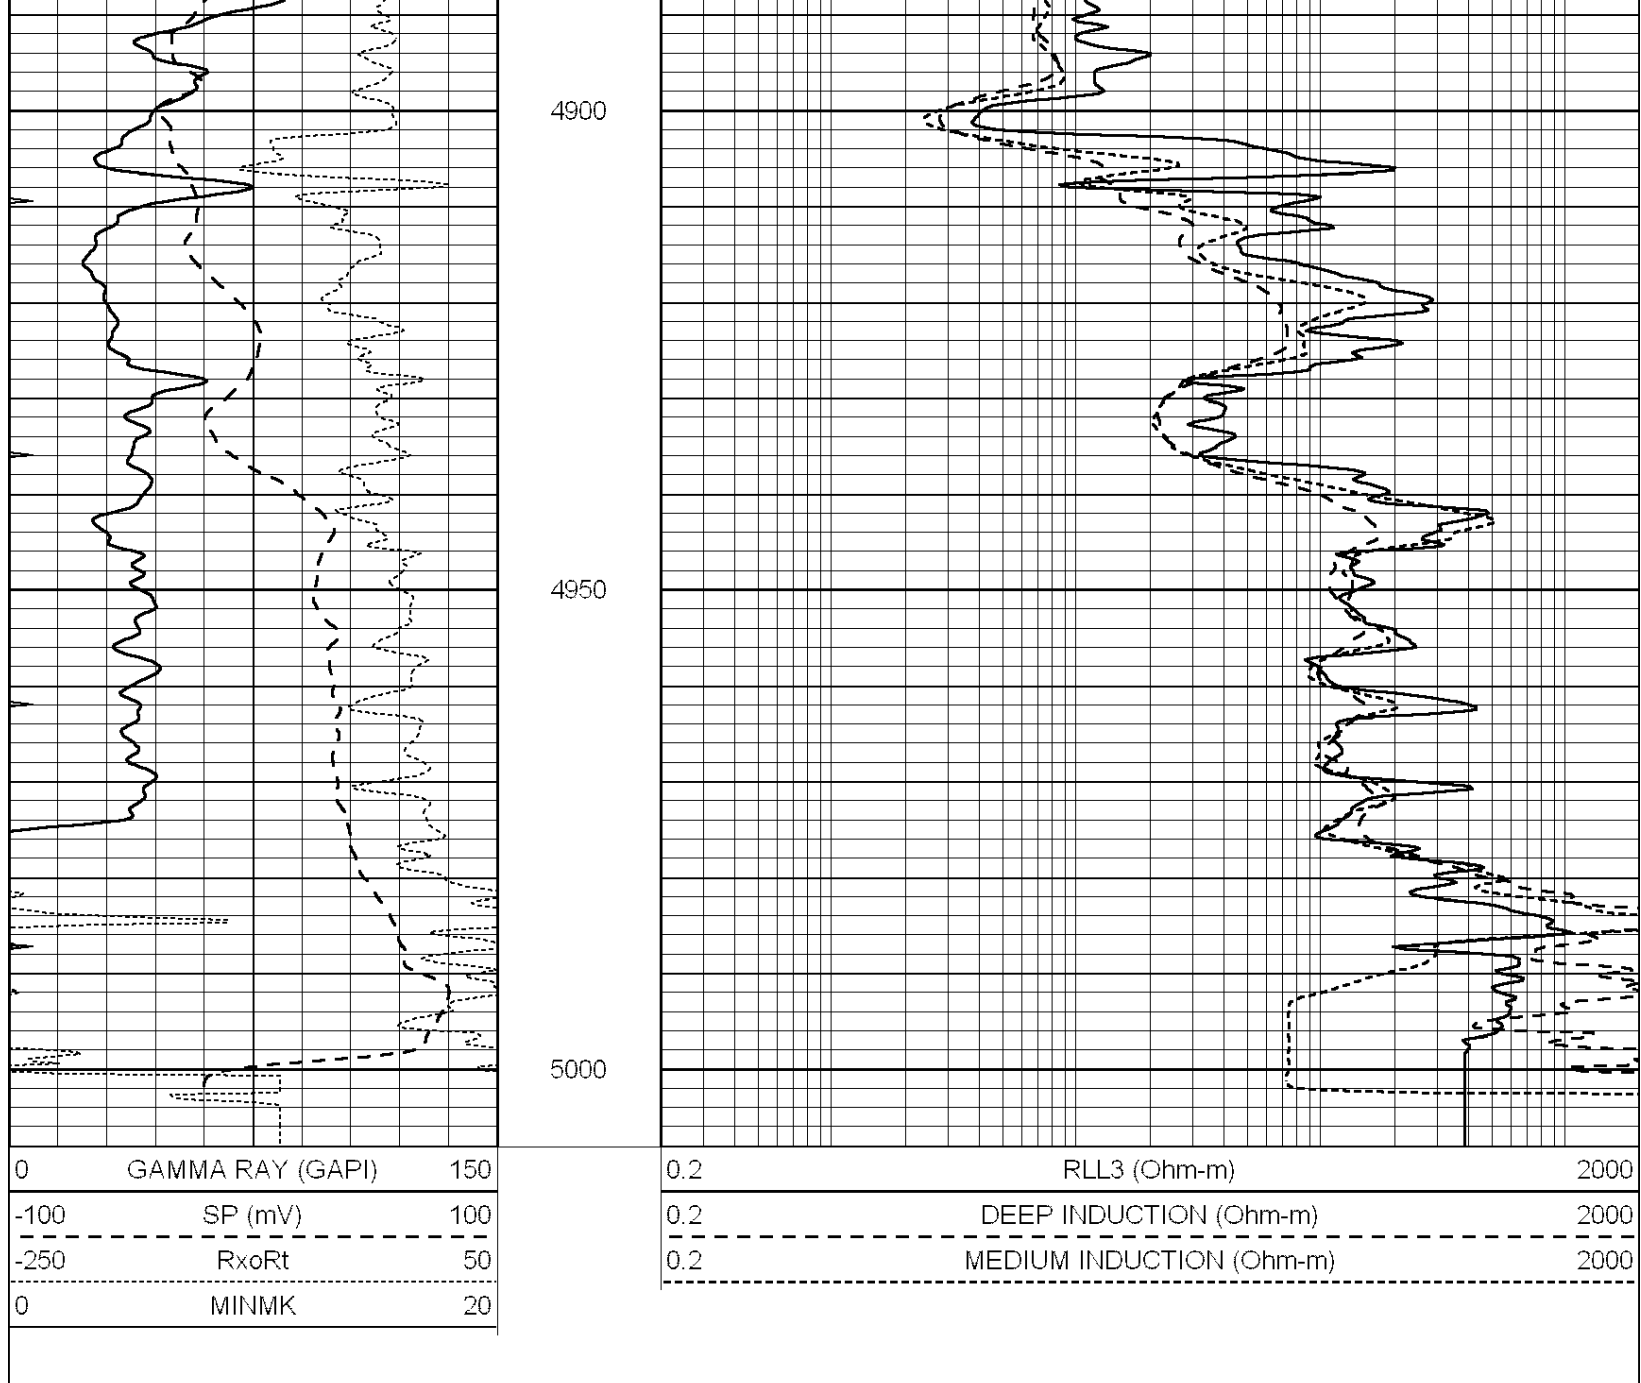 4900
4950
5000
0 GAMMA RAY (GAPI) 150
-100 SP (mV) 100
-250 RxoRt 50
0 MINMK 20
0.2 RLL3 (Ohm-m) 2000
0.2 DEEP INDUCTION (Ohm-m) 2000
0.2 MEDIUM INDUCTION (Ohm-m) 2000